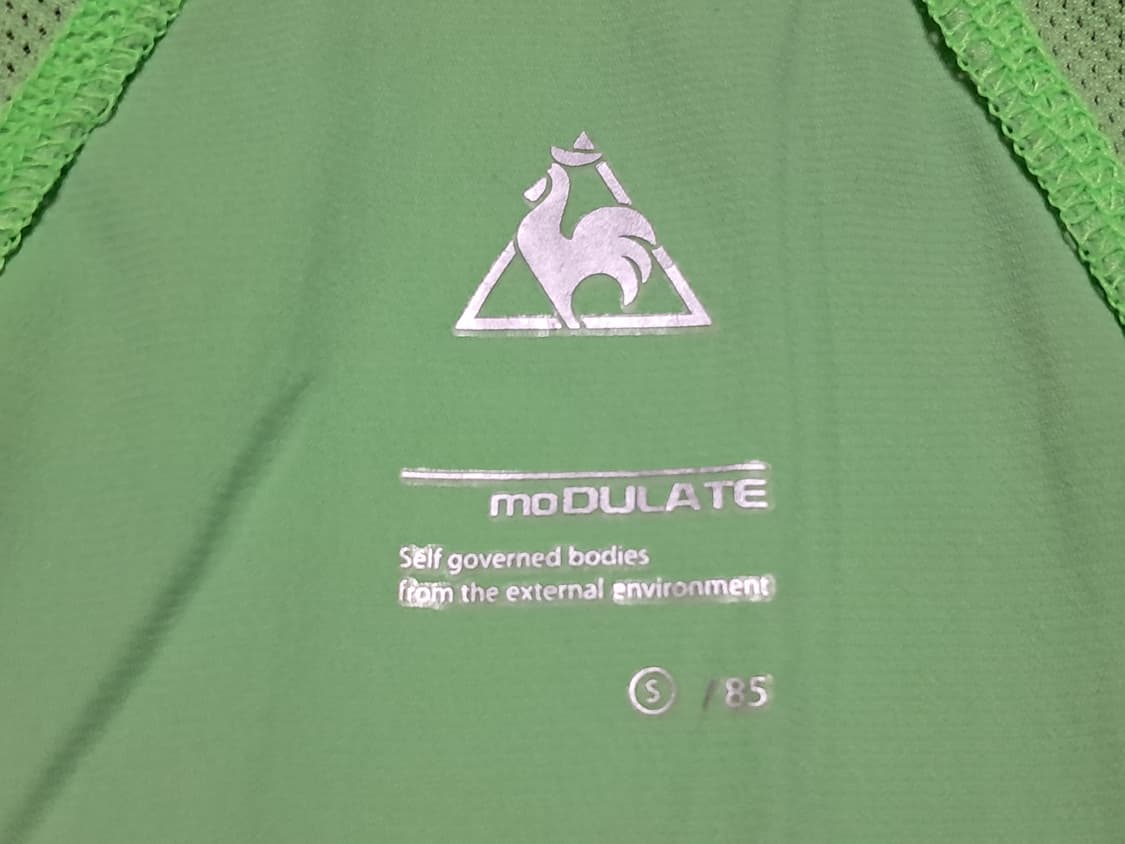 moDULATE
Self governed bodies
from the external environment
S / 85